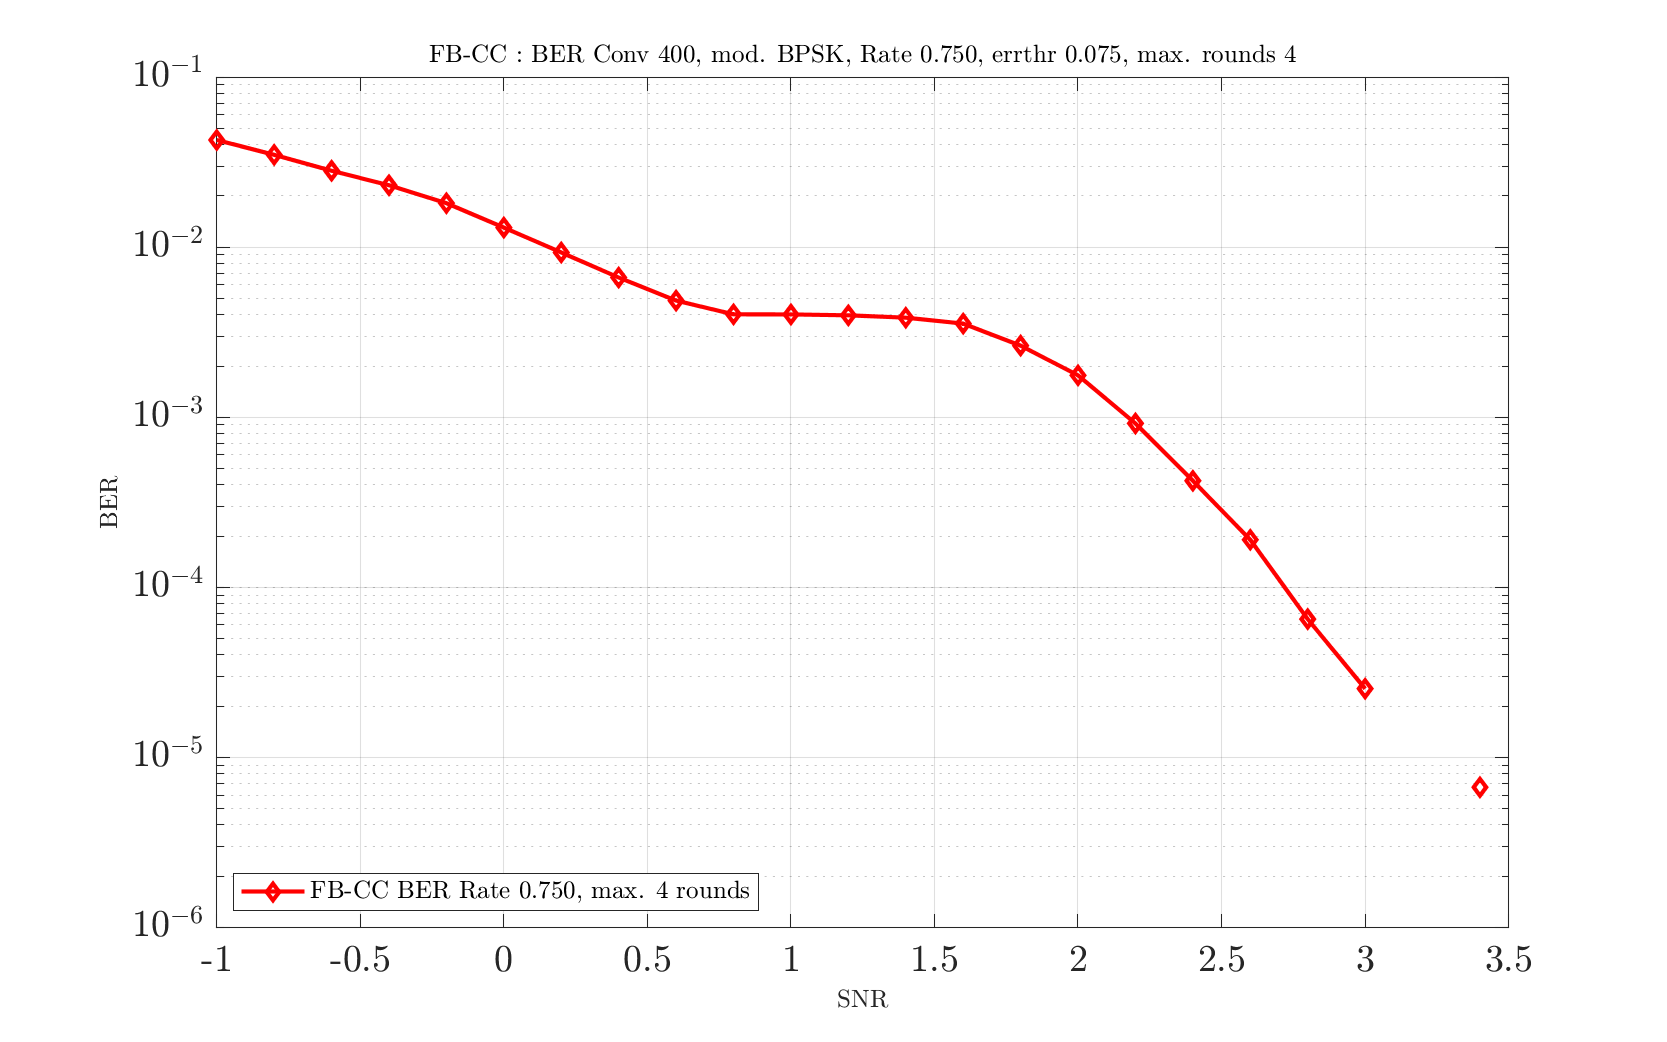 FB-CC : BER Conv 400, mod. BPSK, Rate 0.750, errthr 0.075, max. rounds 4
10⁻¹
10⁻²
10⁻³
BER
10⁻⁴
10⁻⁵
FB-CC BER Rate 0.750, max. 4 rounds
10⁻⁶
-1 -0.5 0 0.5 1 1.5 2 2.5 3 3.5
SNR